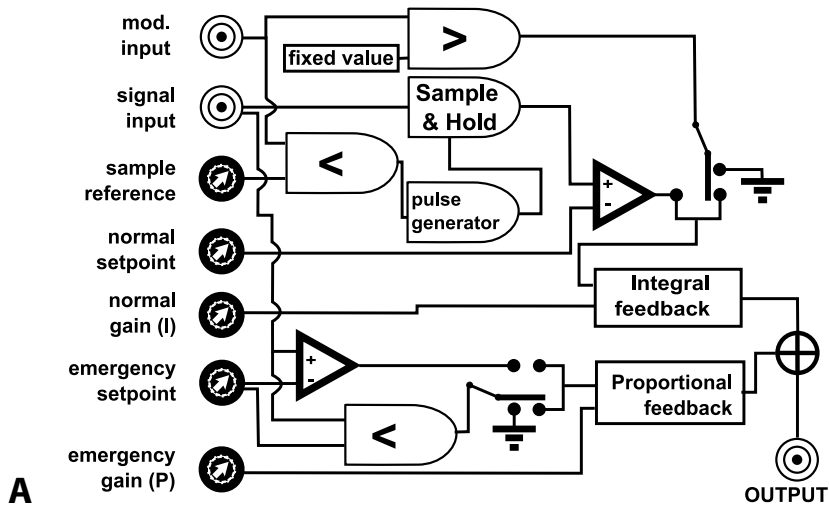 mod.
input
fixed value
>
signal
input
Sample
& Hold
<
sample
reference
pulse
generator
+
-
normal
setpoint
Integral
feedback
normal
gain (I)
+
-
emergency
setpoint
Proportional
feedback
<
emergency
gain (P)
OUTPUT
A